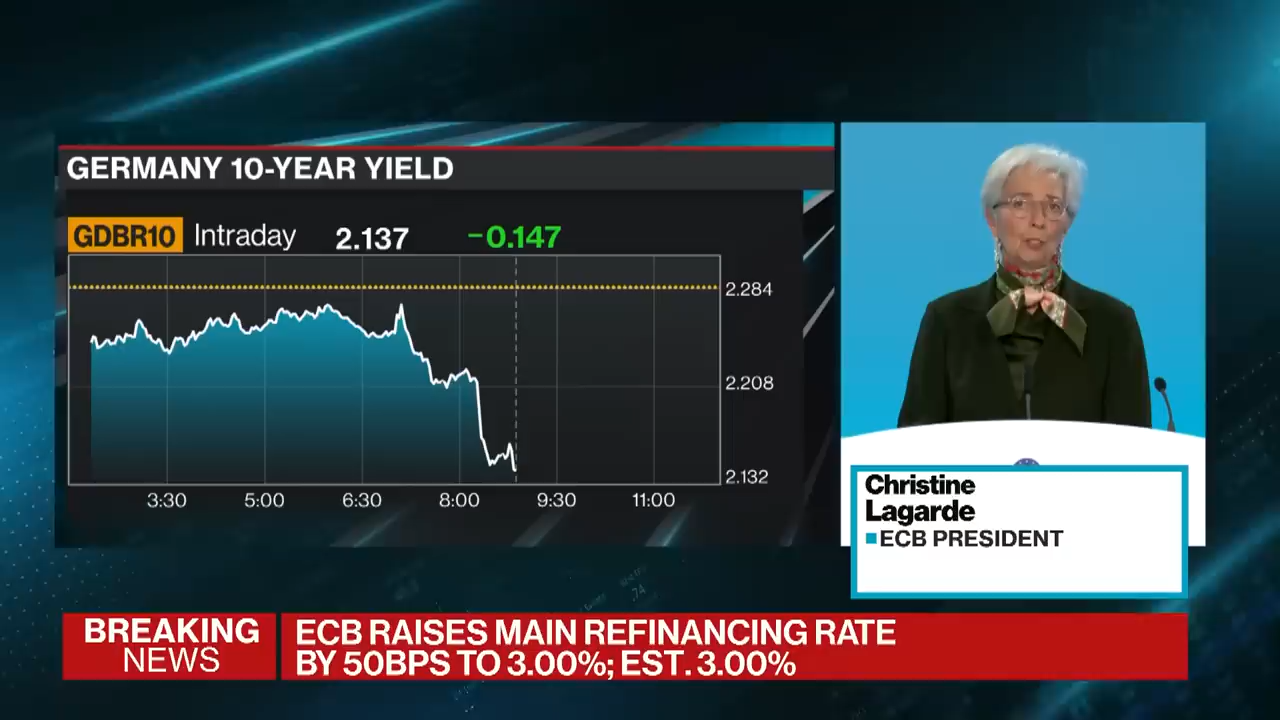 GERMANY 10-YEAR YIELD
GDBR10 Intraday 2.137 -0.147
2.284
2.208
2.132
3:30 5:00 6:30 8:00 9:30 11:00
Christine
Lagarde
ECB PRESIDENT
BREAKING
NEWS
ECB RAISES MAIN REFINANCING RATE
BY 50BPS TO 3.00%; EST. 3.00%